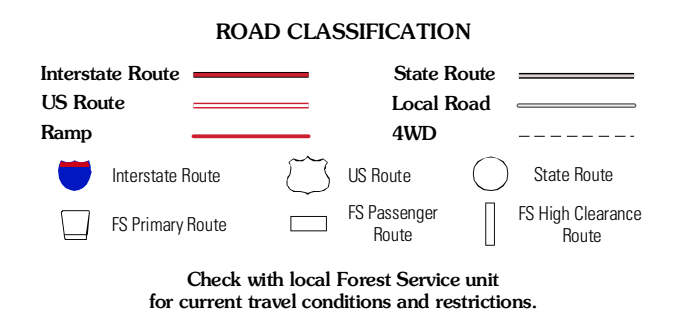 ROAD CLASSIFICATION
Interstate Route
State Route
US Route
Local Road
Ramp
4WD
Interstate Route
US Route
State Route
FS Primary Route
FS Passenger
Route
FS High Clearance
Route
Check with local Forest Service unit
for current travel conditions and restrictions.